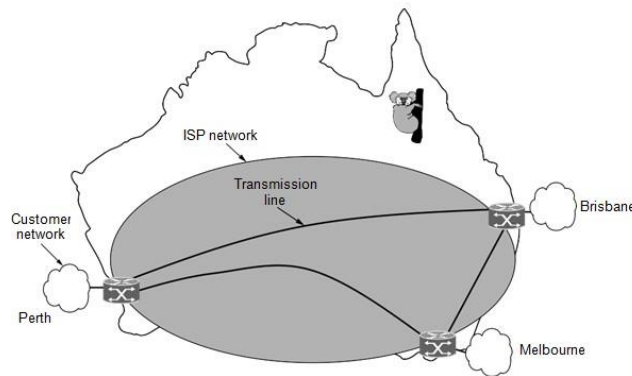 ISP network
Transmission
line
Brisbane
Customer
network
Perth
Melbourne